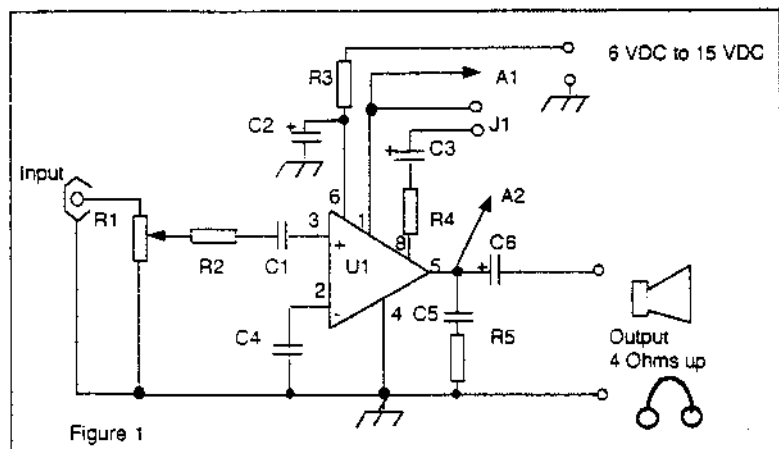 6 VDC to 15 VDC
R3
A1
C2
+
J1
+
C3
Input
6
1
A2
R1
3
8
R4
C6
+
U1
5
+
R2
C1
2
-
4
C5
R5
C4
Output
4 Ohms up
Figure 1